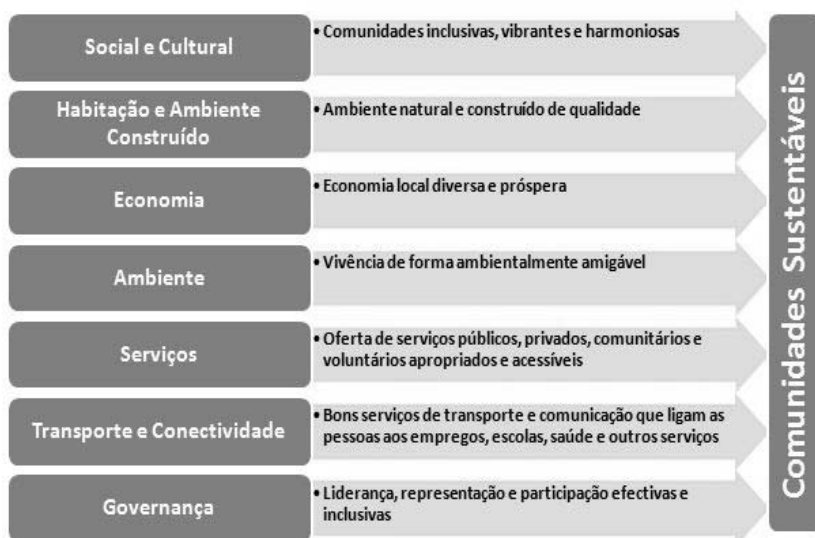 Social e Cultural
• Comunidades inclusivas, vibrantes e harmoniosas
Habitação e Ambiente
Construído
• Ambiente natural e construído de qualidade
Economia
• Economia local diversa e próspera
Ambiente
• Vivência de forma ambientalmente amigável
Serviços
• Oferta de serviços públicos, privados, comunitários e
voluntários apropriados e acessíveis
Transporte e Conectividade
• Bons serviços de transporte e comunicação que ligam as
pessoas aos empregos, escolas, saúde e outros serviços
Governança
• Liderança, representação e participação efectivas e
inclusivas
Comunidades Sustentáveis